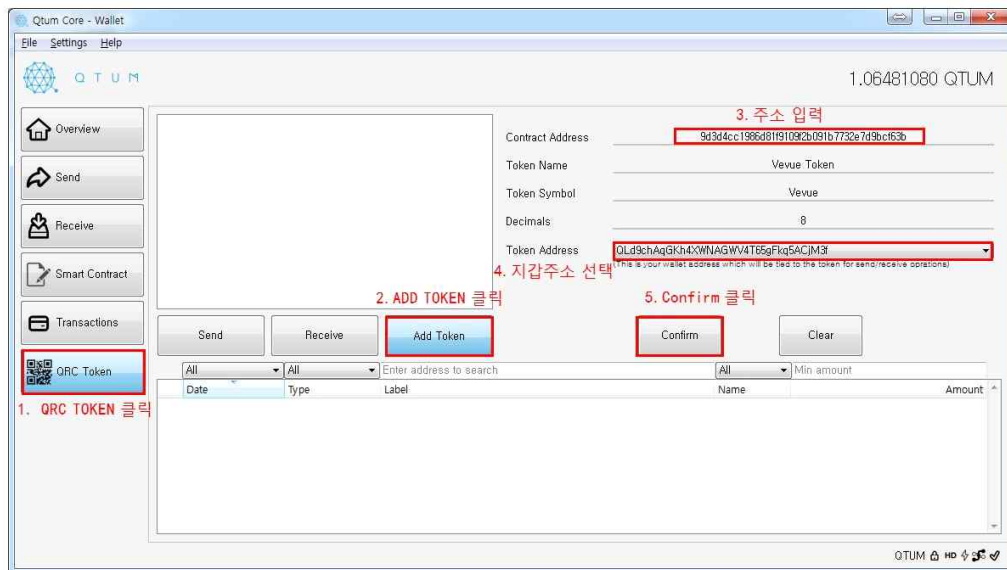 Qtum Core - Wallet
File Settings Help
QTUM
1.06481080 QTUM
Overview
Send
Receive
Smart Contract
Transactions
QRC Token
1. QRC TOKEN 클릭
3. 주소 입력
Contract Address 9d3d4cc1986d81f9109f2b091b7732e7d9bcf63b
Token Name Vevue Token
Token Symbol Vevue
Decimals 8
Token Address QLd9chAqGKh4XWNAGWV4T65gFkq5ACjM3f
(This is your wallet address which will be tied to the token for send/receive oprations)
4. 지갑주소 선택
2. ADD TOKEN 클릭
5. Confirm 클릭
Send Receive Add Token Confirm Clear
All All Enter address to search All Min amount
Date Type Label Name Amount
QTUM HD